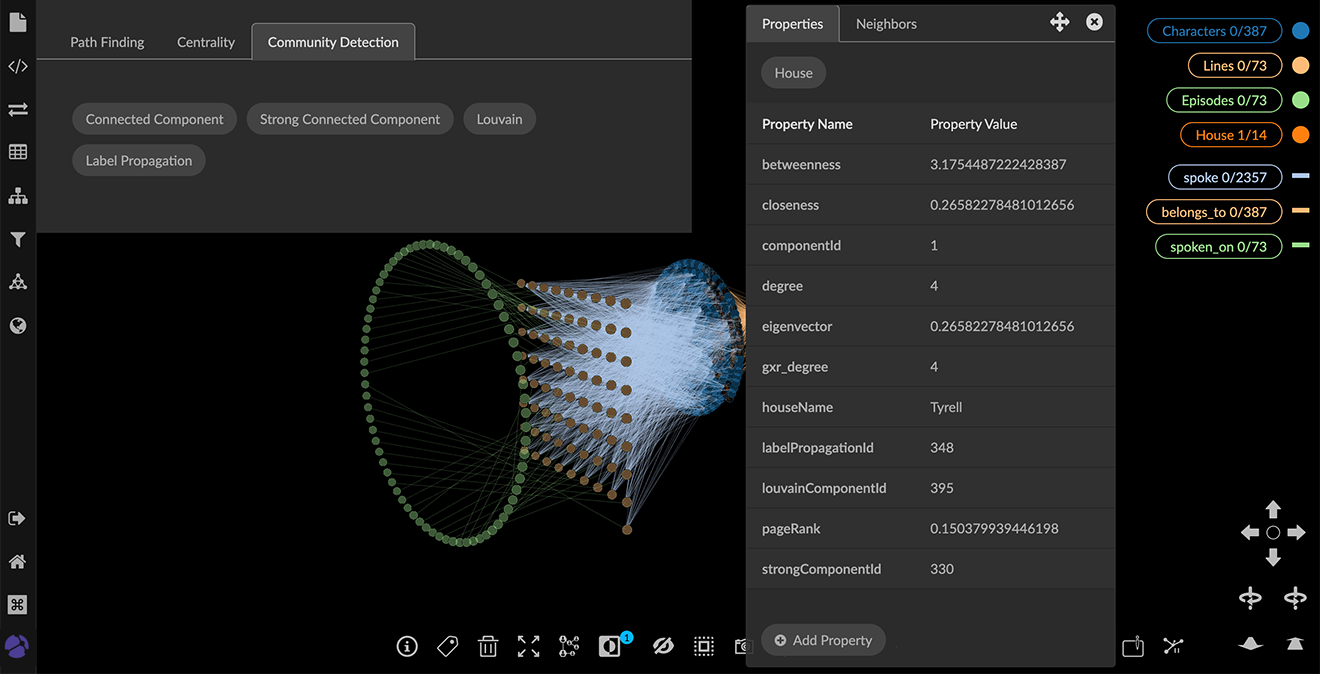 Path Finding Centrality Community Detection
Connected Component Strong Connected Component Louvain
Label Propagation
Properties Neighbors
House
Property Name Property Value
betweenness 3.1754487222428387
closeness 0.26582278481012656
componentId 1
degree 4
eigenvector 0.26582278481012656
gxr_degree 4
houseName Tyrell
labelPropagationId 348
louvainComponentId 395
pageRank 0.150379939446198
strongComponentId 330
Add Property
Characters 0/387
Lines 0/73
Episodes 0/73
House 1/14
spoke 0/2357
belongs_to 0/387
spoken_on 0/73
1